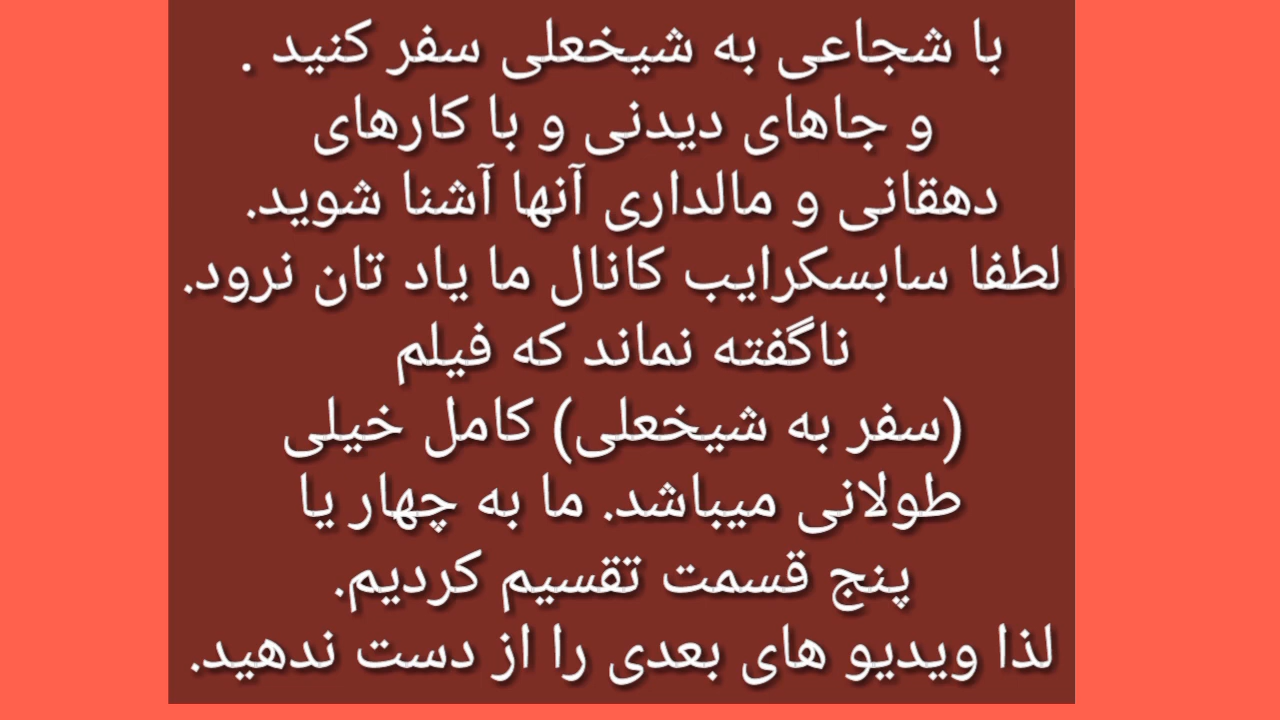 با شجاعی به شیخعلی سفر کنید .
و جاهای دیدنی و با کارهای
دهقانی و مالداری آنها آشنا شوید.
لطفا سابسکرایب کانال ما یاد تان نرود.
ناگفته نماند که فیلم
(سفر به شیخعلی) کامل خیلی
طولانی میباشد. ما به چهار یا
پنج قسمت تقسیم کردیم.
لذا ویدیو های بعدی را از دست ندهید.